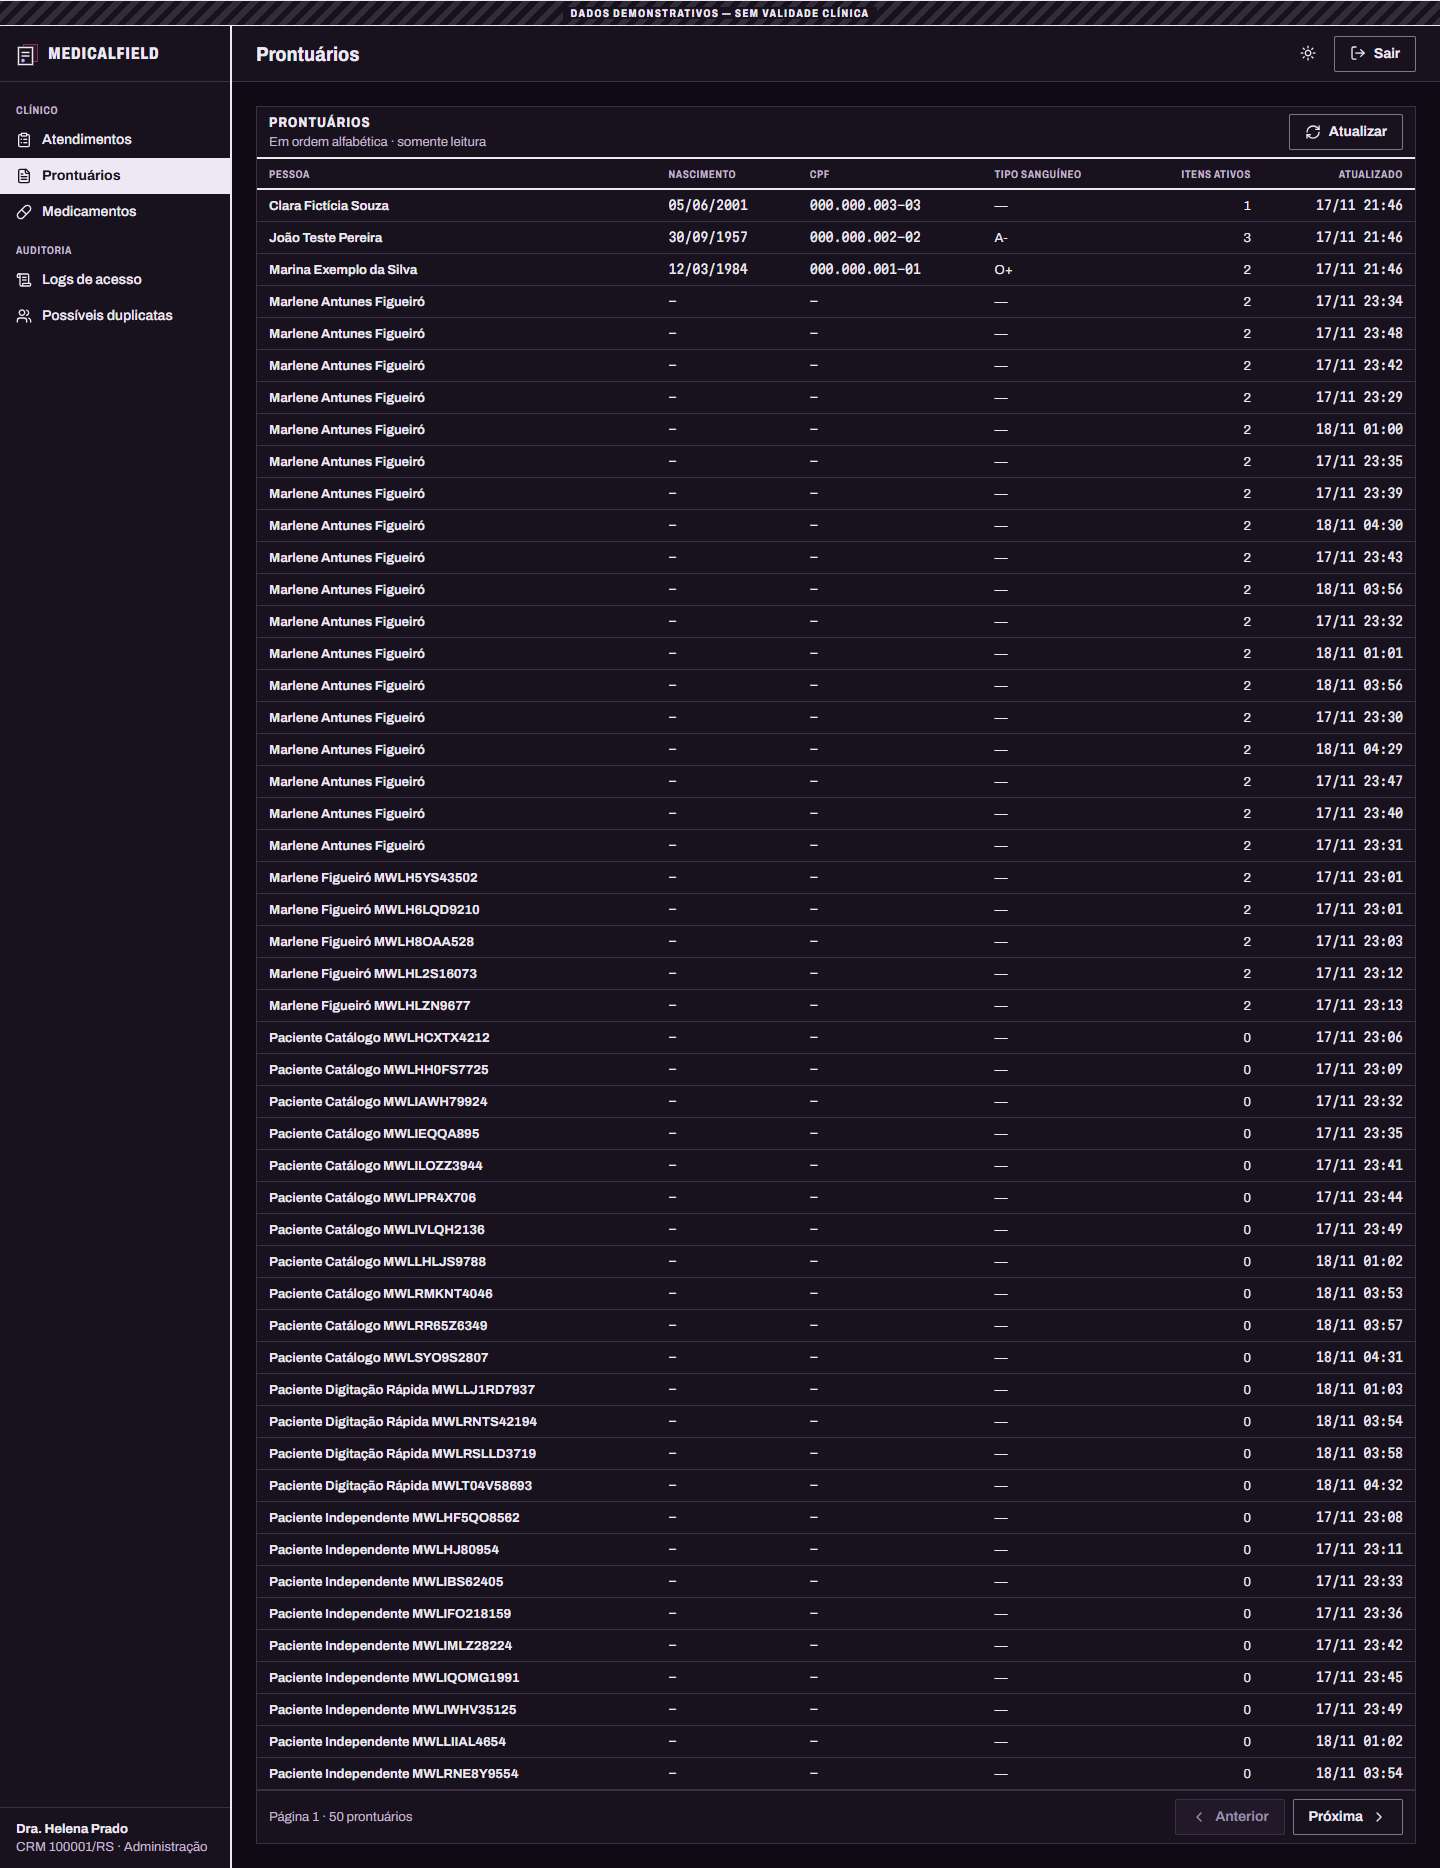 DADOS DEMONSTRATIVOS — SEM VALIDADE CLÍNICA
MEDICALFIELD
Prontuários
Sair
CLÍNICO
Atendimentos
Prontuários
Medicamentos
AUDITORIA
Logs de acesso
Possíveis duplicatas
PRONTUÁRIOS
Em ordem alfabética · somente leitura
Atualizar
PESSOA NASCIMENTO CPF TIPO SANGUÍNEO ITENS ATIVOS ATUALIZADO
Clara Fictícia Souza 05/06/2001 000.000.003-03 — 1 17/11 21:46
João Teste Pereira 30/09/1957 000.000.002-02 A- 3 17/11 21:46
Marina Exemplo da Silva 12/03/1984 000.000.001-01 O+ 2 17/11 21:46
Marlene Antunes Figueiró — — — 2 17/11 23:34
Marlene Antunes Figueiró — — — 2 17/11 23:48
Marlene Antunes Figueiró — — — 2 17/11 23:42
Marlene Antunes Figueiró — — — 2 17/11 23:29
Marlene Antunes Figueiró — — — 2 18/11 01:00
Marlene Antunes Figueiró — — — 2 17/11 23:35
Marlene Antunes Figueiró — — — 2 17/11 23:39
Marlene Antunes Figueiró — — — 2 18/11 04:30
Marlene Antunes Figueiró — — — 2 17/11 23:43
Marlene Antunes Figueiró — — — 2 18/11 03:56
Marlene Antunes Figueiró — — — 2 17/11 23:32
Marlene Antunes Figueiró — — — 2 18/11 01:01
Marlene Antunes Figueiró — — — 2 18/11 03:56
Marlene Antunes Figueiró — — — 2 17/11 23:30
Marlene Antunes Figueiró — — — 2 18/11 04:29
Marlene Antunes Figueiró — — — 2 17/11 23:47
Marlene Antunes Figueiró — — — 2 17/11 23:40
Marlene Antunes Figueiró — — — 2 17/11 23:31
Marlene Figueiró MWLH5YS43502 — — — 2 17/11 23:01
Marlene Figueiró MWLH6LQD9210 — — — 2 17/11 23:01
Marlene Figueiró MWLH8OAA528 — — — 2 17/11 23:03
Marlene Figueiró MWLHL2S16073 — — — 2 17/11 23:12
Marlene Figueiró MWLHLZN9677 — — — 2 17/11 23:13
Paciente Catálogo MWLHCXTX4212 — — — 0 17/11 23:06
Paciente Catálogo MWLHH0FS7725 — — — 0 17/11 23:09
Paciente Catálogo MWLIAWH79924 — — — 0 17/11 23:32
Paciente Catálogo MWLIEQQA895 — — — 0 17/11 23:35
Paciente Catálogo MWLILOZZ3944 — — — 0 17/11 23:41
Paciente Catálogo MWLIPR4X706 — — — 0 17/11 23:44
Paciente Catálogo MWLIVLQH2136 — — — 0 17/11 23:49
Paciente Catálogo MWLLHLJS9788 — — — 0 18/11 01:02
Paciente Catálogo MWLRMKNT4046 — — — 0 18/11 03:53
Paciente Catálogo MWLRR65Z6349 — — — 0 18/11 03:57
Paciente Catálogo MWLSYO9S2807 — — — 0 18/11 04:31
Paciente Digitação Rápida MWLLJ1RD7937 — — — 0 18/11 01:03
Paciente Digitação Rápida MWLRNTS42194 — — — 0 18/11 03:54
Paciente Digitação Rápida MWLRSLLD3719 — — — 0 18/11 03:58
Paciente Digitação Rápida MWLT04V58693 — — — 0 18/11 04:32
Paciente Independente MWLHF5QO8562 — — — 0 17/11 23:08
Paciente Independente MWLHJ80954 — — — 0 17/11 23:11
Paciente Independente MWLIBS62405 — — — 0 17/11 23:33
Paciente Independente MWLIFO218159 — — — 0 17/11 23:36
Paciente Independente MWLIMLZ28224 — — — 0 17/11 23:42
Paciente Independente MWLIQOMG1991 — — — 0 17/11 23:45
Paciente Independente MWLIWHV35125 — — — 0 17/11 23:49
Paciente Independente MWLLIIAL4654 — — — 0 18/11 01:02
Paciente Independente MWLRNE8Y9554 — — — 0 18/11 03:54
Página 1 · 50 prontuários
Anterior
Próxima
Dra. Helena Prado
CRM 100001/RS · Administração